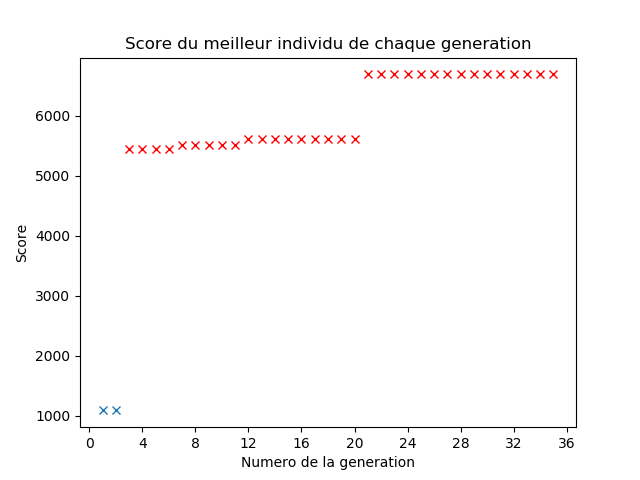 Score du meilleur individu de chaque generation
Score
6000
5000
4000
3000
2000
1000
0 4 8 12 16 20 24 28 32 36
Numero de la generation